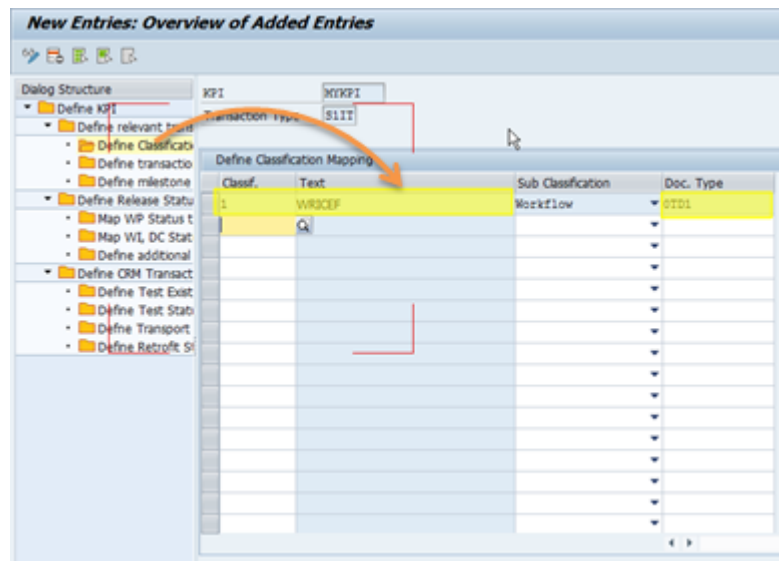 New Entries: Overview of Added Entries
Dialog Structure
Define KPI
Define relevant trans
Define Classificati
Define transactio
Define milestone
Define Release Statu
Map WP Status t
Map WI, DC Stat
Define additional
Define CRM Transact
Define Test Exist
Define Test Statu
Define Transport
Define Retrofit St
KPI MYKPI
Transaction Type S1IT
Define Classification Mapping
Classf. Text Sub Classification Doc. Type
1 WRICEF Workflow 0TD1